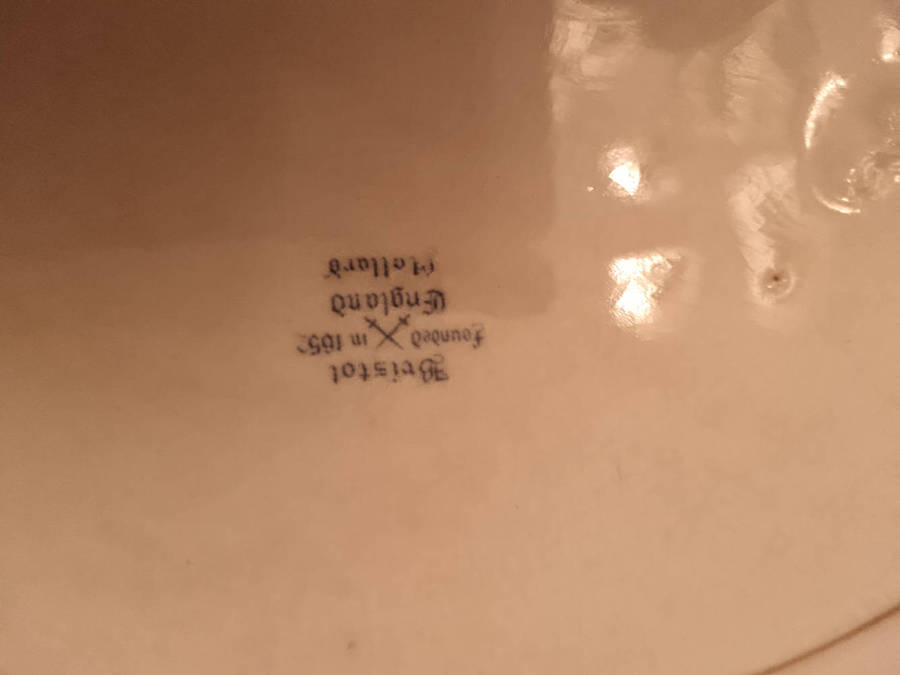 Bristol
Founded in 1652
England